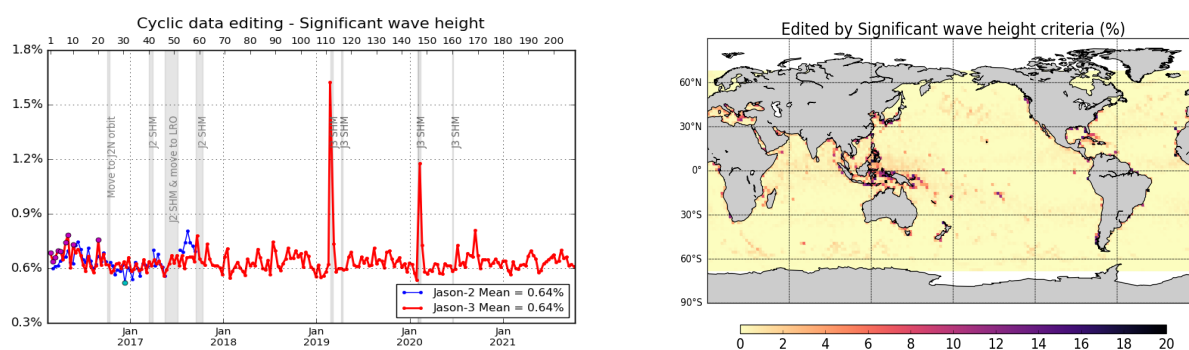 Cyclic data editing - Significant wave height
1 10 20 30 40 50 60 70 80 90 100 110 120 130 140 150 160 170 180 190 200
1.8%
1.5%
1.2%
0.9%
0.6%
0.3%
Move to J2N orbit
J2 SHM
J2 SHM & move to LRO
J2 SHM
J3 SHM
J3 SHM
J3 SHM
J3 SHM
Jason-2 Mean = 0.64%
Jason-3 Mean = 0.64%
Jan Jan Jan Jan Jan
2017 2018 2019 2020 2021
Edited by Significant wave height criteria (%)
60°N
30°N
0°
30°S
60°S
90°S
0 2 4 6 8 10 12 14 16 18 20